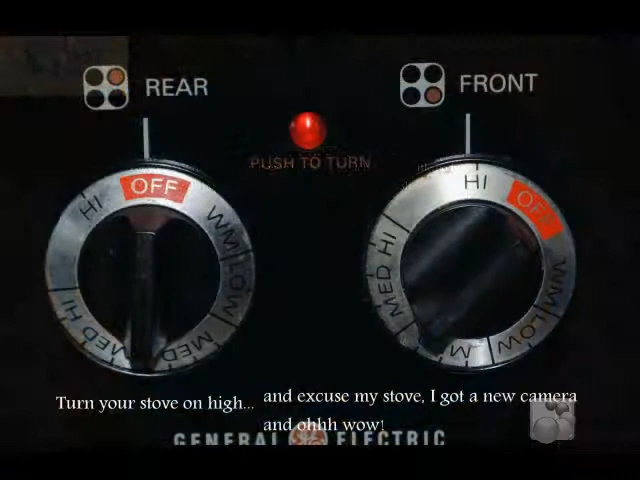 REAR
FRONT
PUSH TO TURN
OFF
HI
WM
LOW
MED
MED HI
HI
OFF
WM
LOW
M
MED HI
Turn your stove on high...
and excuse my stove, I got a new camera
and ohhh wow!
GENERAL ELECTRIC